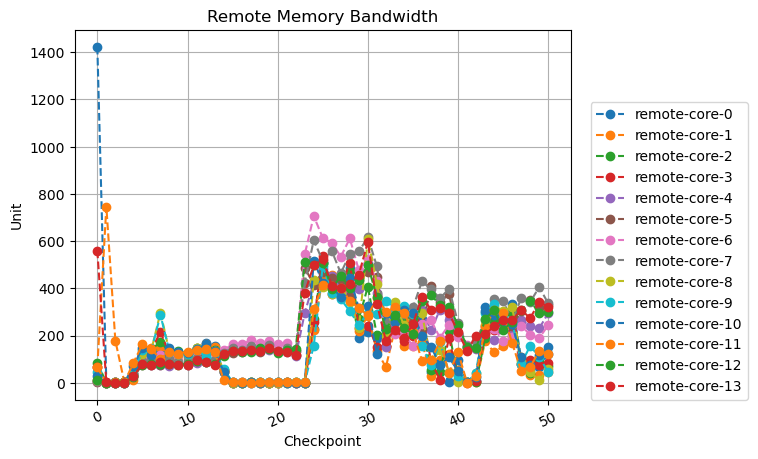 Remote Memory Bandwidth
1400
1200
1000
800
600
400
200
0
Unit
0
10
20
30
40
50
Checkpoint
remote-core-0
remote-core-1
remote-core-2
remote-core-3
remote-core-4
remote-core-5
remote-core-6
remote-core-7
remote-core-8
remote-core-9
remote-core-10
remote-core-11
remote-core-12
remote-core-13